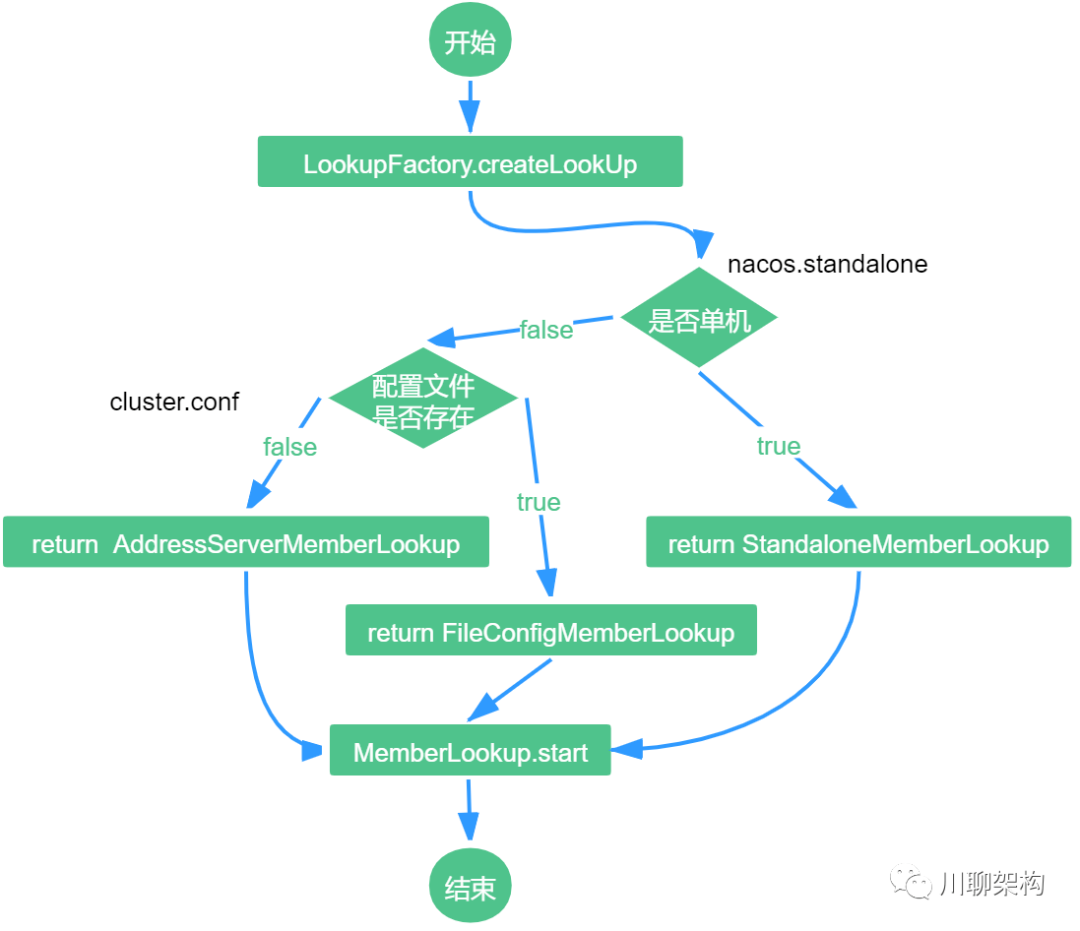 开始
LookupFactory.createLookUp
nacos.standalone
是否单机
false
配置文件
是否存在
cluster.conf
false
true
true
return  AddressServerMemberLookup
return StandaloneMemberLookup
return FileConfigMemberLookup
MemberLookup.start
结束
川聊架构